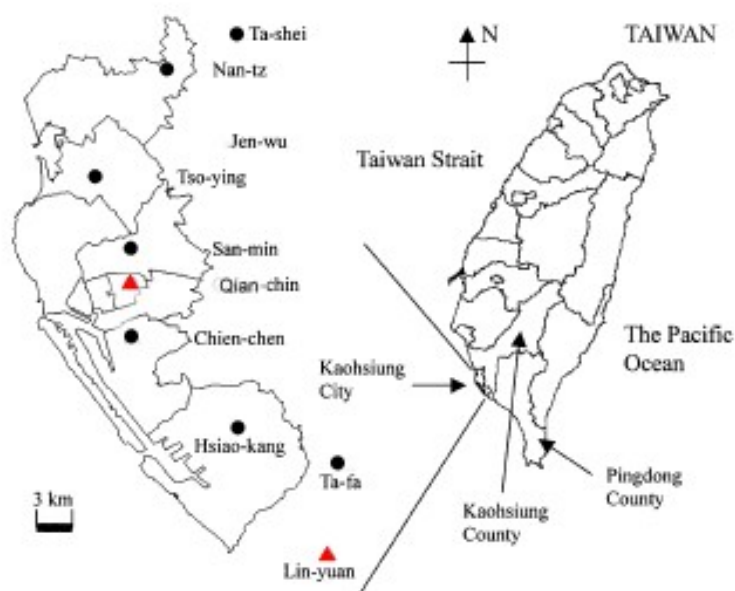 Ta-shei
Nan-tz
Jen-wu
Tso-ying
San-min
Qian-chin
Chien-chen
Hsiao-kang
Ta-fa
Lin-yuan
3 km
N
TAIWAN
Taiwan Strait
The Pacific
Ocean
Kaohsiung
City
Kaohsiung
County
Pingdong
County